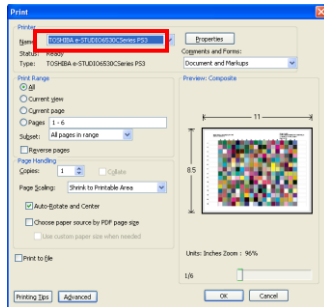 Print
Printer
Name: TOSHIBA e-STUDIO6530CSeries PS3
Properties
Status: Ready
Comments and Forms:
Type: TOSHIBA e-STUDIO6530CSeries PS3
Document and Markups
Print Range
Preview: Composite
All
Current view
Current page
Pages 1 - 6
Subset: All pages in range
Reverse pages
Page Handling
Copies: 1
Collate
Page Scaling: Shrink to Printable Area
Auto-Rotate and Center
Choose paper source by PDF page size
Use custom paper size when needed
Print to file
11
8.5
Units: Inches Zoom : 96%
1/6
Printing Tips
Advanced
OK
Cancel